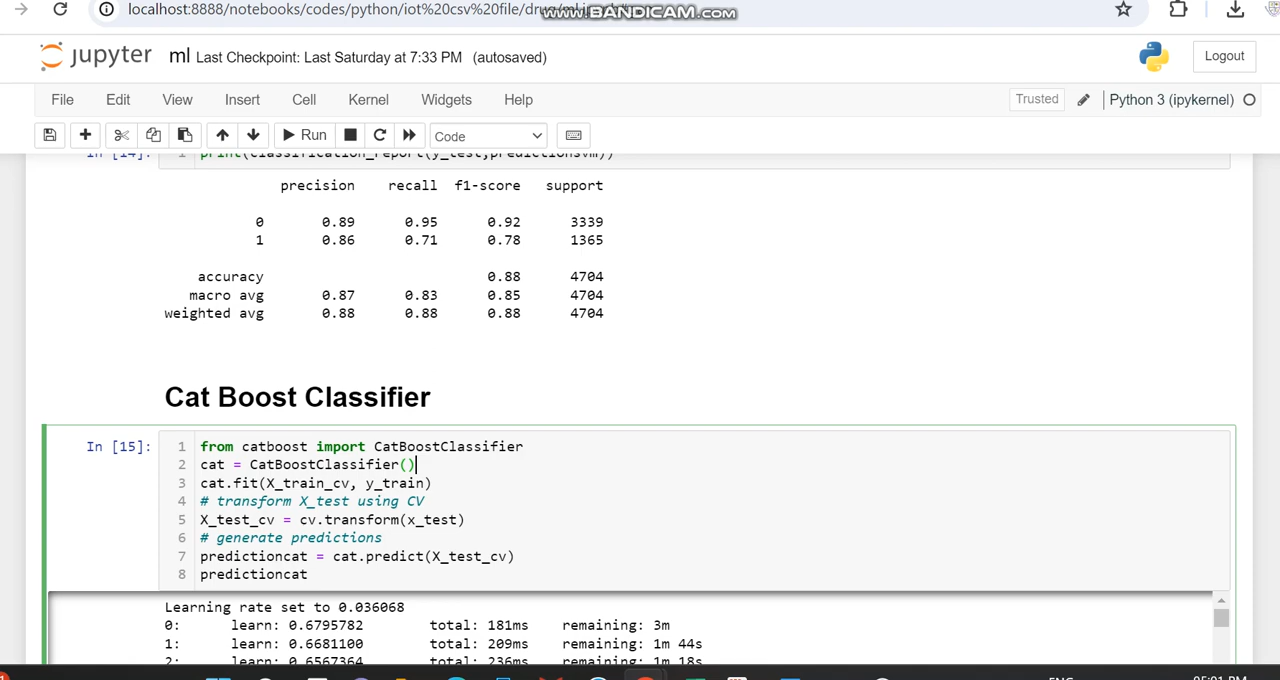 localhost:8888/notebooks/codes/python/iot%20csv%20file/drug/
www.BANDICAM.com
jupyter ml Last Checkpoint: Last Saturday at 7:33 PM (autosaved) Logout
File Edit View Insert Cell Kernel Widgets Help Trusted Python 3 (ipykernel)
Run Code
In [14]: 1 print(classification_report(y_test,predictionsvm))
precision recall f1-score support
0 0.89 0.95 0.92 3339
1 0.86 0.71 0.78 1365
accuracy 0.88 4704
macro avg 0.87 0.83 0.85 4704
weighted avg 0.88 0.88 0.88 4704
Cat Boost Classifier
In [15]: 1 from catboost import CatBoostClassifier
2 cat = CatBoostClassifier()
3 cat.fit(X_train_cv, y_train)
4 # transform X_test using CV
5 X_test_cv = cv.transform(x_test)
6 # generate predictions
7 predictioncat = cat.predict(X_test_cv)
8 predictioncat
Learning rate set to 0.036068
0: learn: 0.6795782 total: 181ms remaining: 3m
1: learn: 0.6681100 total: 209ms remaining: 1m 44s
2: learn: 0.6567364 total: 236ms remaining: 1m 18s
ENG 05:01 PM